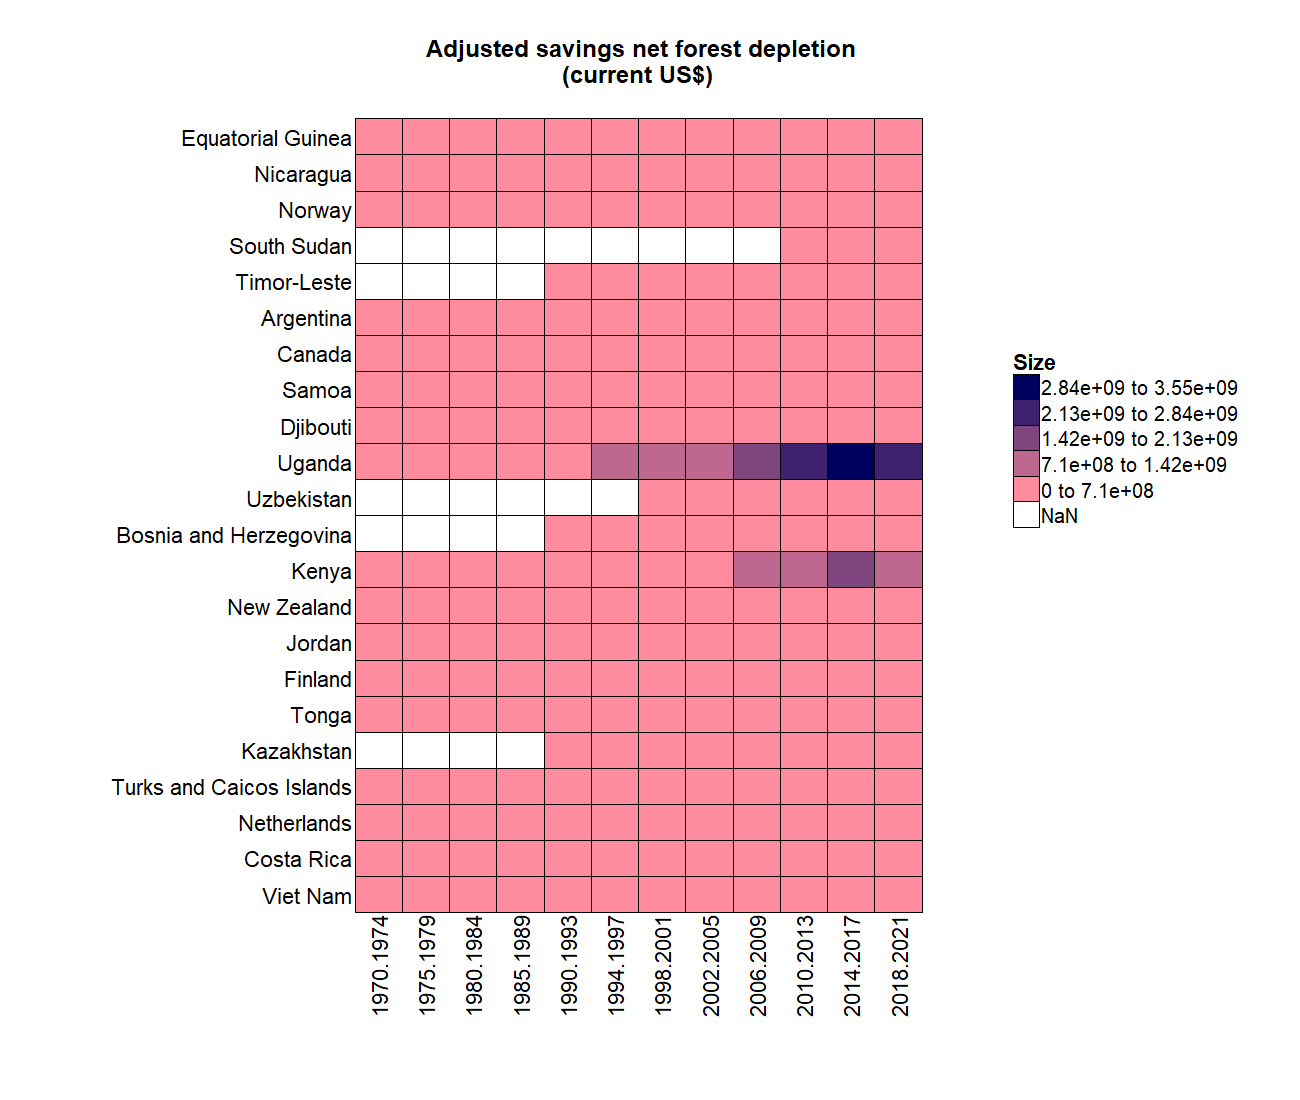 Adjusted savings net forest depletion
(current US$)
Equatorial Guinea
Nicaragua
Norway
South Sudan
Timor-Leste
Argentina
Canada
Samoa
Djibouti
Uganda
Uzbekistan
Bosnia and Herzegovina
Kenya
New Zealand
Jordan
Finland
Tonga
Kazakhstan
Turks and Caicos Islands
Netherlands
Costa Rica
Viet Nam
1970.1974
1975.1979
1980.1984
1985.1989
1990.1993
1994.1997
1998.2001
2002.2005
2006.2009
2010.2013
2014.2017
2018.2021
Size
2.84e+09 to 3.55e+09
2.13e+09 to 2.84e+09
1.42e+09 to 2.13e+09
7.1e+08 to 1.42e+09
0 to 7.1e+08
NaN